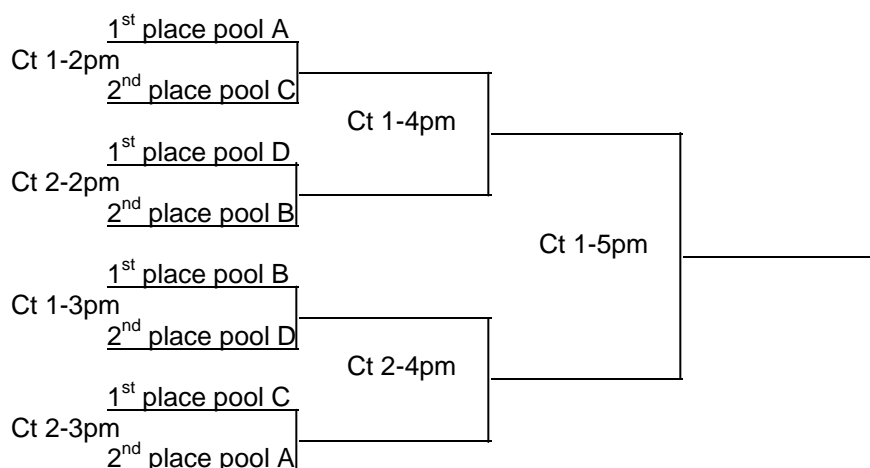 1st place pool A
Ct 1-2pm
2nd place pool C
Ct 1-4pm
1st place pool D
Ct 2-2pm
2nd place pool B
Ct 1-5pm
1st place pool B
Ct 1-3pm
2nd place pool D
Ct 2-4pm
1st place pool C
Ct 2-3pm
2nd place pool A